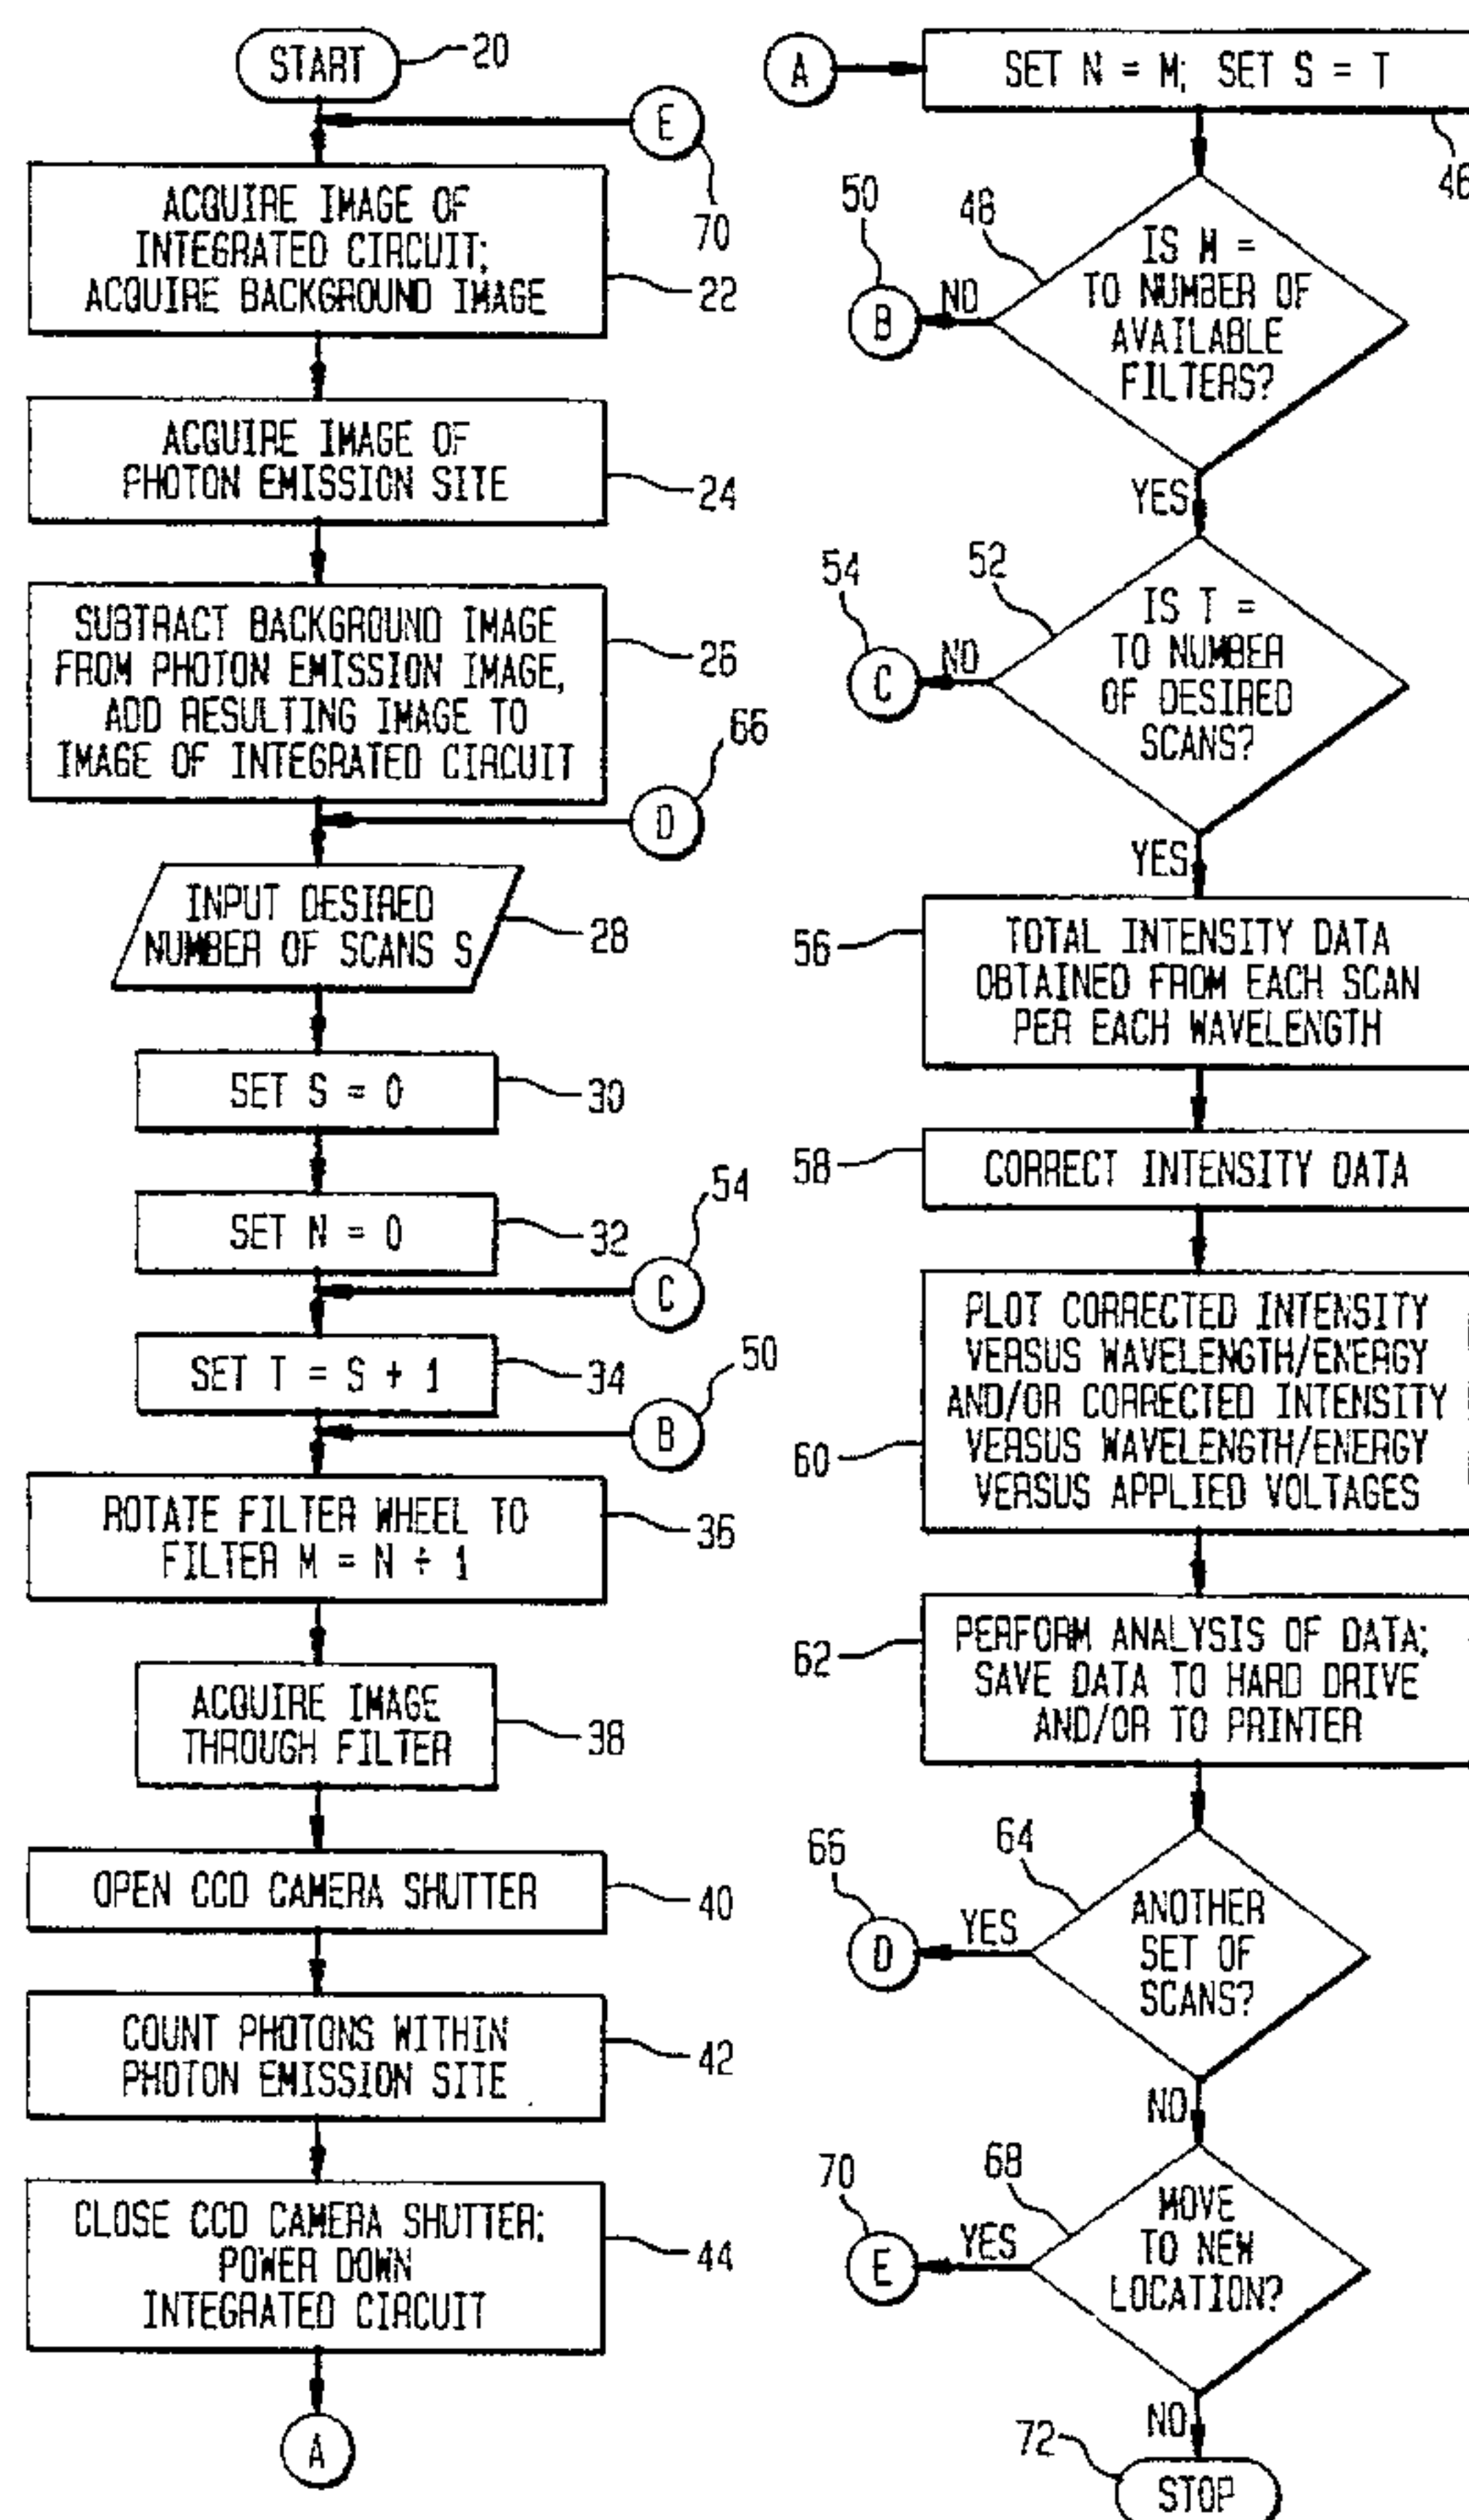 START
20
E
70
ACQUIRE IMAGE OF
INTEGRATED CIRCUIT;
ACQUIRE BACKGROUND IMAGE
22
ACQUIRE IMAGE OF
PHOTON EMISSION SITE
24
SUBTRACT BACKGROUND IMAGE
FROM PHOTON EMISSION IMAGE,
ADD RESULTING IMAGE TO
IMAGE OF INTEGRATED CIRCUIT
26
66
D
INPUT DESIRED
NUMBER OF SCANS S
28
SET S = 0
30
SET N = 0
32
54
C
SET T = S + 1
34
50
B
ROTATE FILTER WHEEL TO
FILTER M = N + 1
36
ACQUIRE IMAGE
THROUGH FILTER
38
OPEN CCD CAMERA SHUTTER
40
COUNT PHOTONS WITHIN
PHOTON EMISSION SITE
42
CLOSE CCD CAMERA SHUTTER;
POWER DOWN
INTEGRATED CIRCUIT
44
A
A
SET N = M; SET S = T
46
50
B
NO
48
IS M =
TO NUMBER OF
AVAILABLE
FILTERS?
YES
54
C
NO
52
IS T =
TO NUMBER
OF DESIRED
SCANS?
YES
56
TOTAL INTENSITY DATA
OBTAINED FROM EACH SCAN
PER EACH WAVELENGTH
58
CORRECT INTENSITY DATA
60
PLOT CORRECTED INTENSITY
VERSUS WAVELENGTH/ENERGY
AND/OR CORRECTED INTENSITY
VERSUS WAVELENGTH/ENERGY
VERSUS APPLIED VOLTAGES
62
PERFORM ANALYSIS OF DATA;
SAVE DATA TO HARD DRIVE
AND/OR TO PRINTER
66
D
YES
64
ANOTHER
SET OF
SCANS?
NO
70
E
YES
68
MOVE
TO NEW
LOCATION?
NO
72
STOP